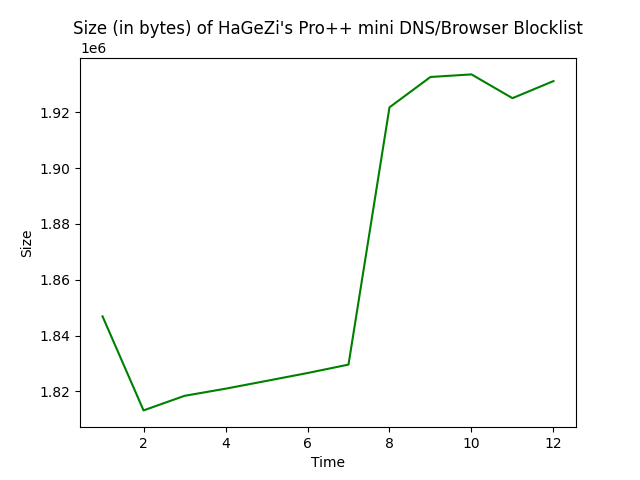 Size (in bytes) of HaGeZi's Pro++ mini DNS/Browser Blocklist
1e6
1.92
1.90
1.88
1.86
1.84
1.82
Size
2 4 6 8 10 12
Time